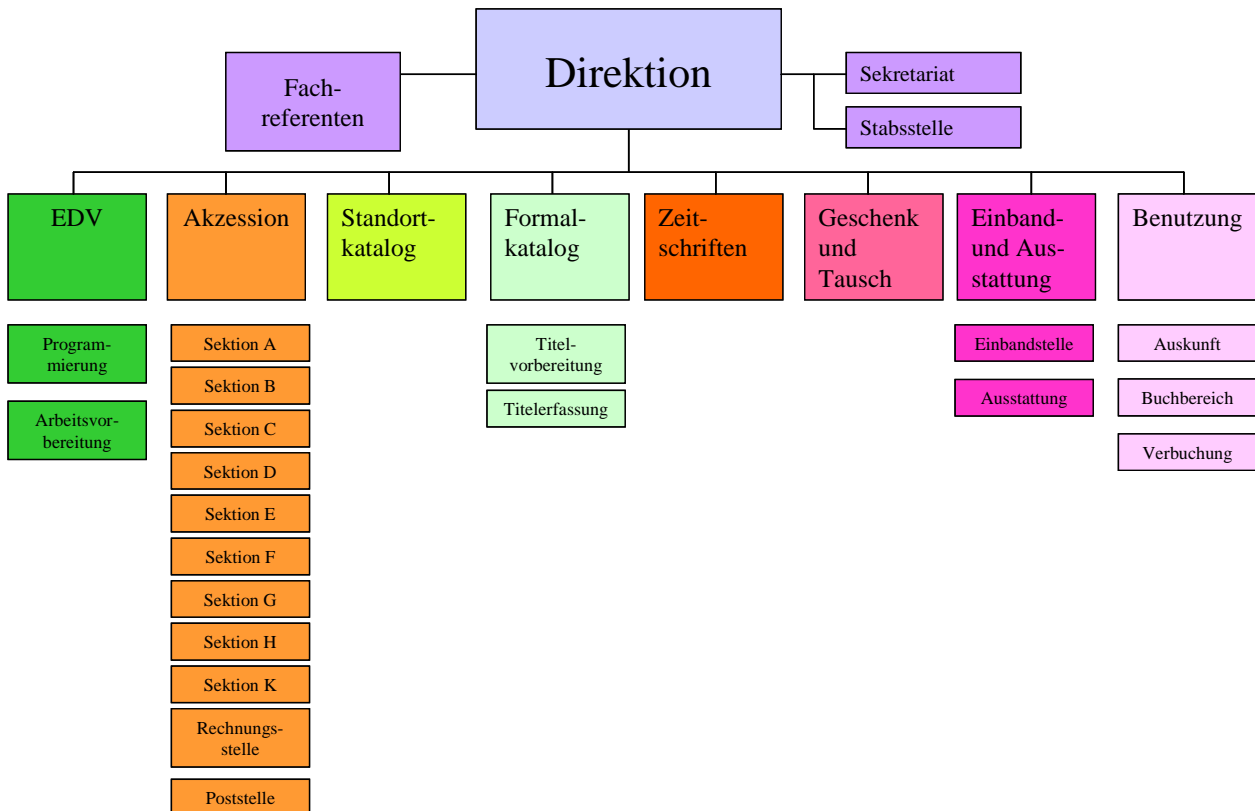 Direktion
Fach-
referenten
Sekretariat
Stabsstelle
EDV
Akzession
Standort-
katalog
Formal-
katalog
Zeit-
schriften
Geschenk
und
Tausch
Einband-
und Aus-
stattung
Benutzung
Program-
mierung
Arbeitsvor-
bereitung
Sektion A
Sektion B
Sektion C
Sektion D
Sektion E
Sektion F
Sektion G
Sektion H
Sektion K
Rechnungs-
stelle
Poststelle
Titel-
vorbereitung
Titelerfassung
Einbandstelle
Ausstattung
Auskunft
Buchbereich
Verbuchung